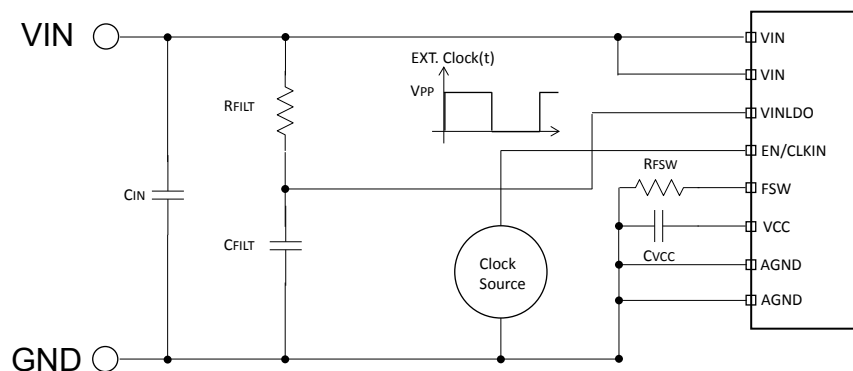 VIN
EXT. Clock(t)
VPP
RFILT
CIN
CFILT
Clock
Source
RFSW
CVCC
GND
VIN
VIN
VINLDO
EN/CLKIN
FSW
VCC
AGND
AGND